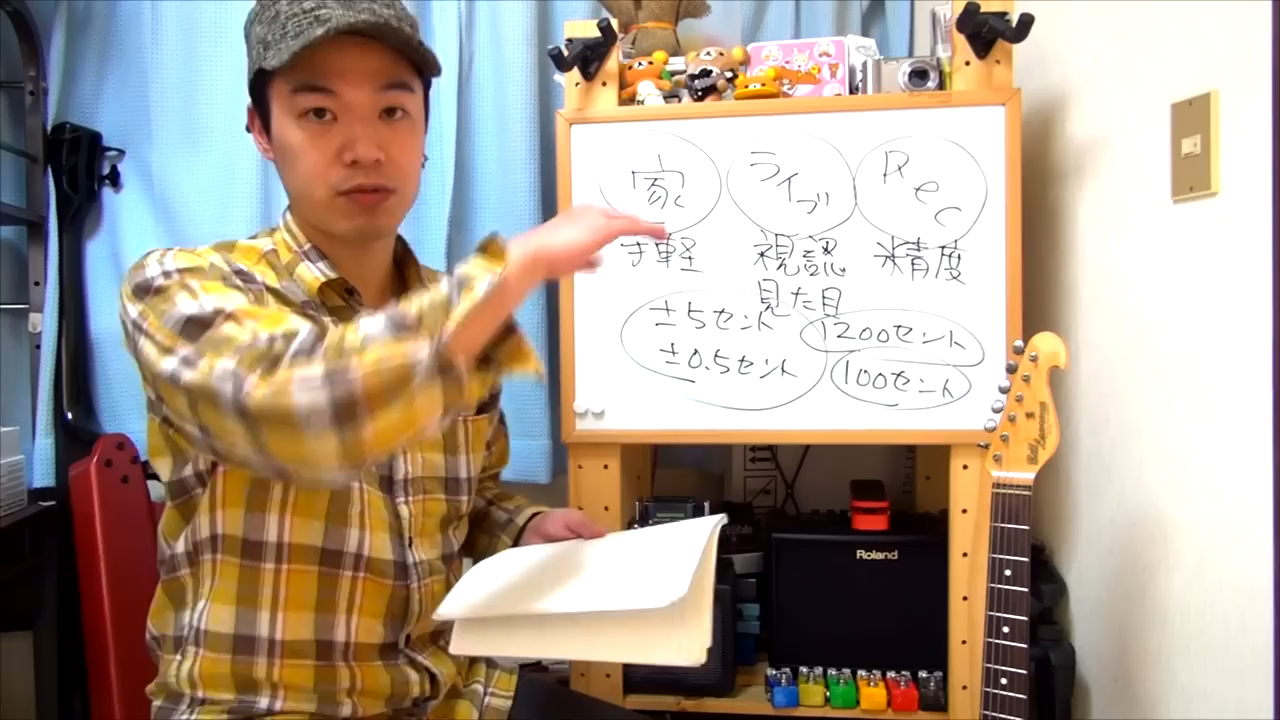 家 ライブ Rec
手軽 視認 精度
見た目
±5セント 1200セント
±0.5セント 100セント
Roland